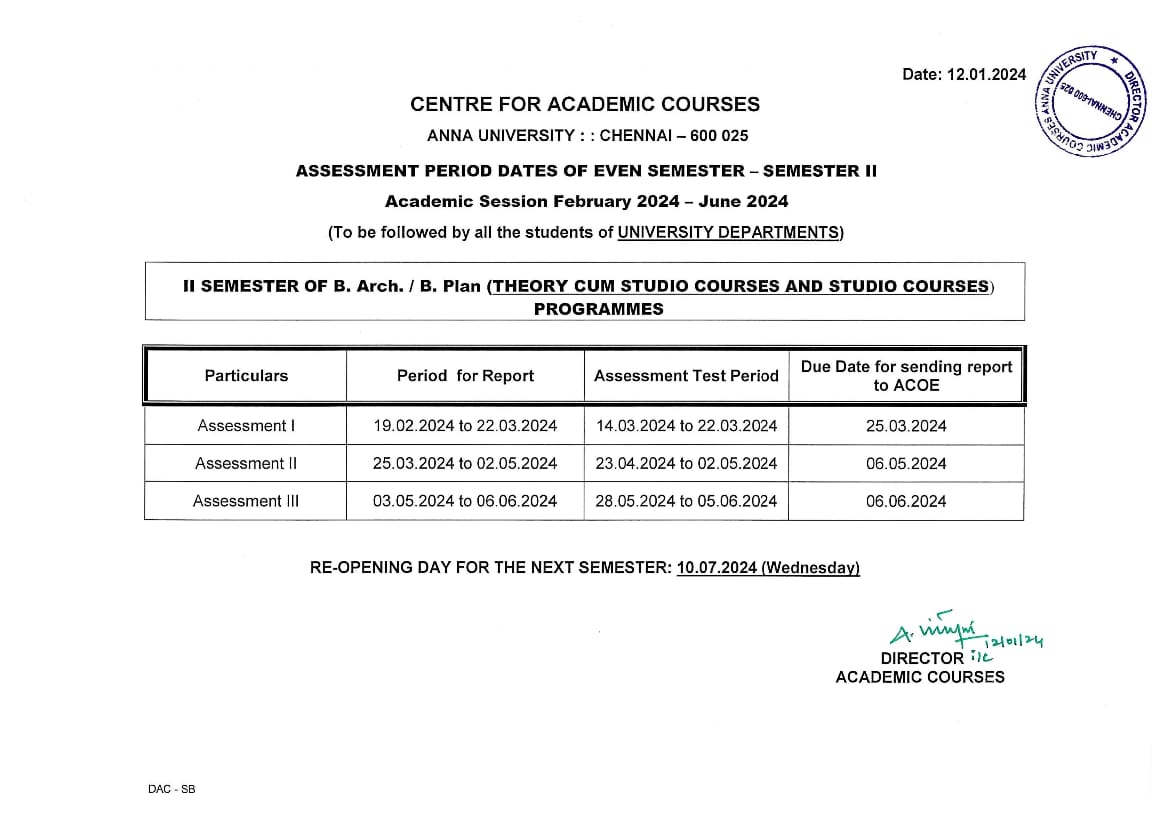 Date: 12.01.2024
ANNA UNIVERSITY ★ DIRECTOR ACADEMIC COURSES
CHENNAI-600 025
CENTRE FOR ACADEMIC COURSES
ANNA UNIVERSITY : : CHENNAI – 600 025
ASSESSMENT PERIOD DATES OF EVEN SEMESTER – SEMESTER II
Academic Session February 2024 – June 2024
(To be followed by all the students of UNIVERSITY DEPARTMENTS)
II SEMESTER OF B. Arch. / B. Plan (THEORY CUM STUDIO COURSES AND STUDIO COURSES)
PROGRAMMES
Particulars Period for Report Assessment Test Period Due Date for sending report to ACOE
Assessment I 19.02.2024 to 22.03.2024 14.03.2024 to 22.03.2024 25.03.2024
Assessment II 25.03.2024 to 02.05.2024 23.04.2024 to 02.05.2024 06.05.2024
Assessment III 03.05.2024 to 06.06.2024 28.05.2024 to 05.06.2024 06.06.2024
RE-OPENING DAY FOR THE NEXT SEMESTER: 10.07.2024 (Wednesday)
12/01/24
DIRECTOR i/c
ACADEMIC COURSES
DAC - SB